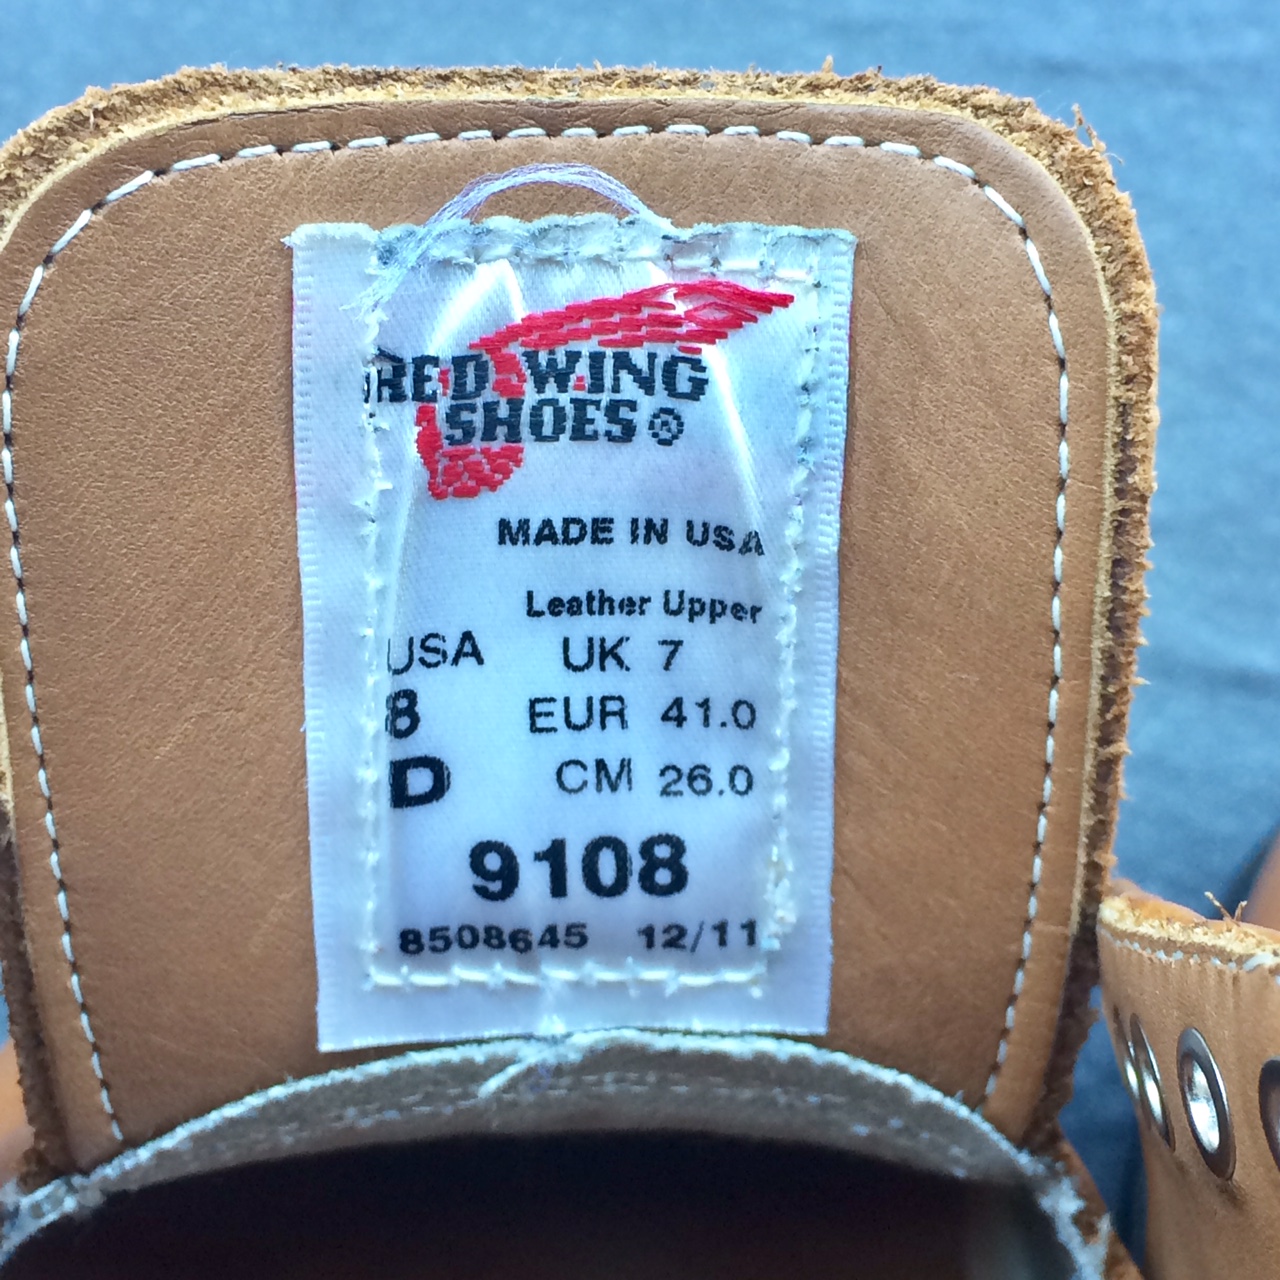 RED WING
SHOES®
MADE IN USA
Leather Upper
USA UK 7
8 EUR 41.0
D CM 26.0
9108
8508645 12/11